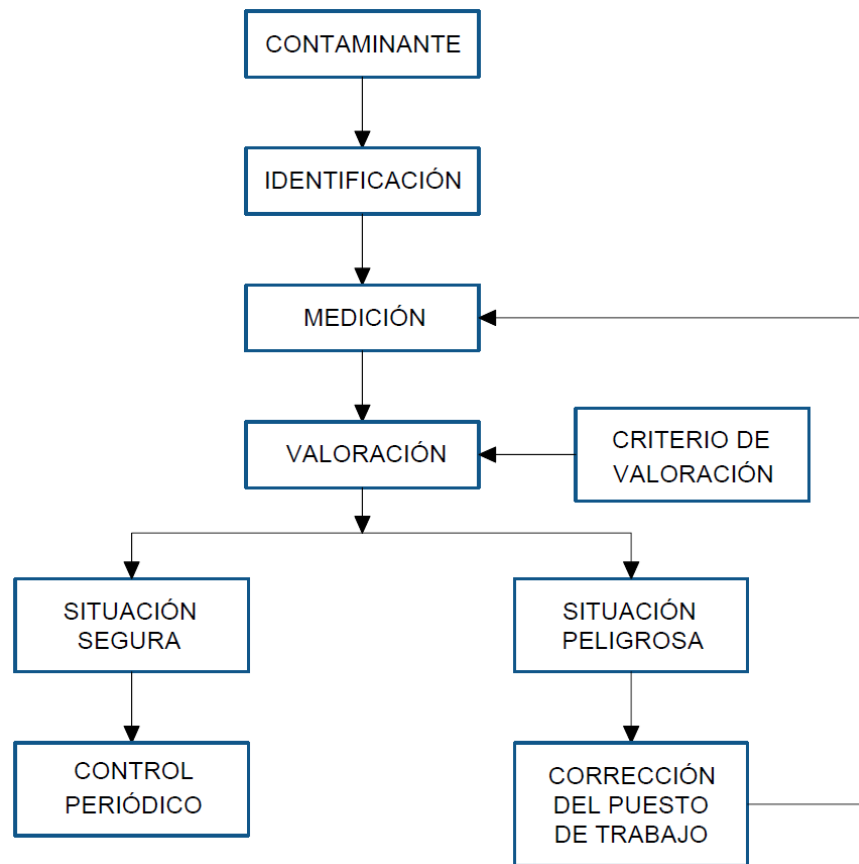 CONTAMINANTE
IDENTIFICACIÓN
MEDICIÓN
VALORACIÓN
CRITERIO DE
VALORACIÓN
SITUACIÓN
SEGURA
SITUACIÓN
PELIGROSA
CONTROL
PERIÓDICO
CORRECCIÓN
DEL PUESTO
DE TRABAJO